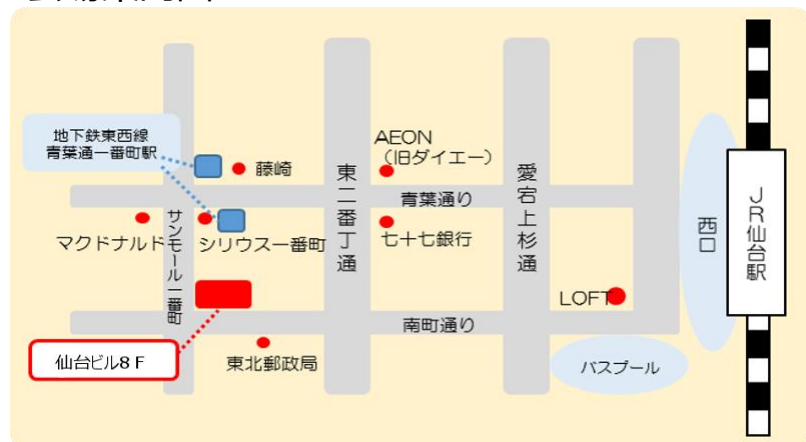 地下鉄東西線
青葉通一番町駅
藤崎
AEON
（旧ダイエー）
東二番丁通
愛宕上杉通
青葉通り
サンモール一番町
マクドナルド
シリウス一番町
七十七銀行
西口
JR仙台駅
LOFT
南町通り
仙台ビル8F
東北郵政局
バスプール